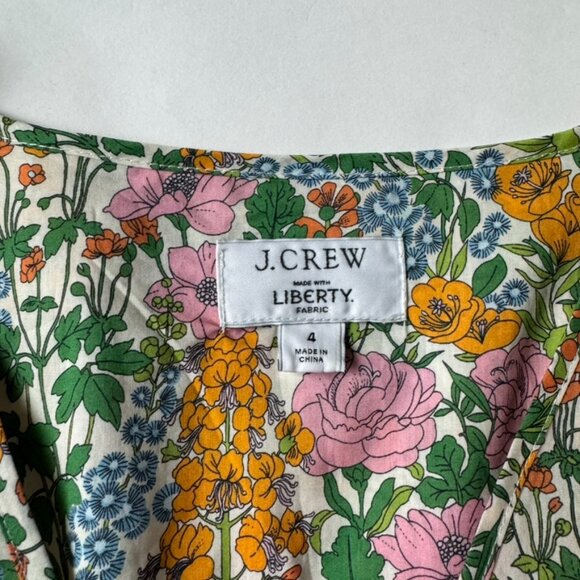 J.CREW
MADE WITH
LIBERTY.
FABRIC
4
MADE IN
CHINA